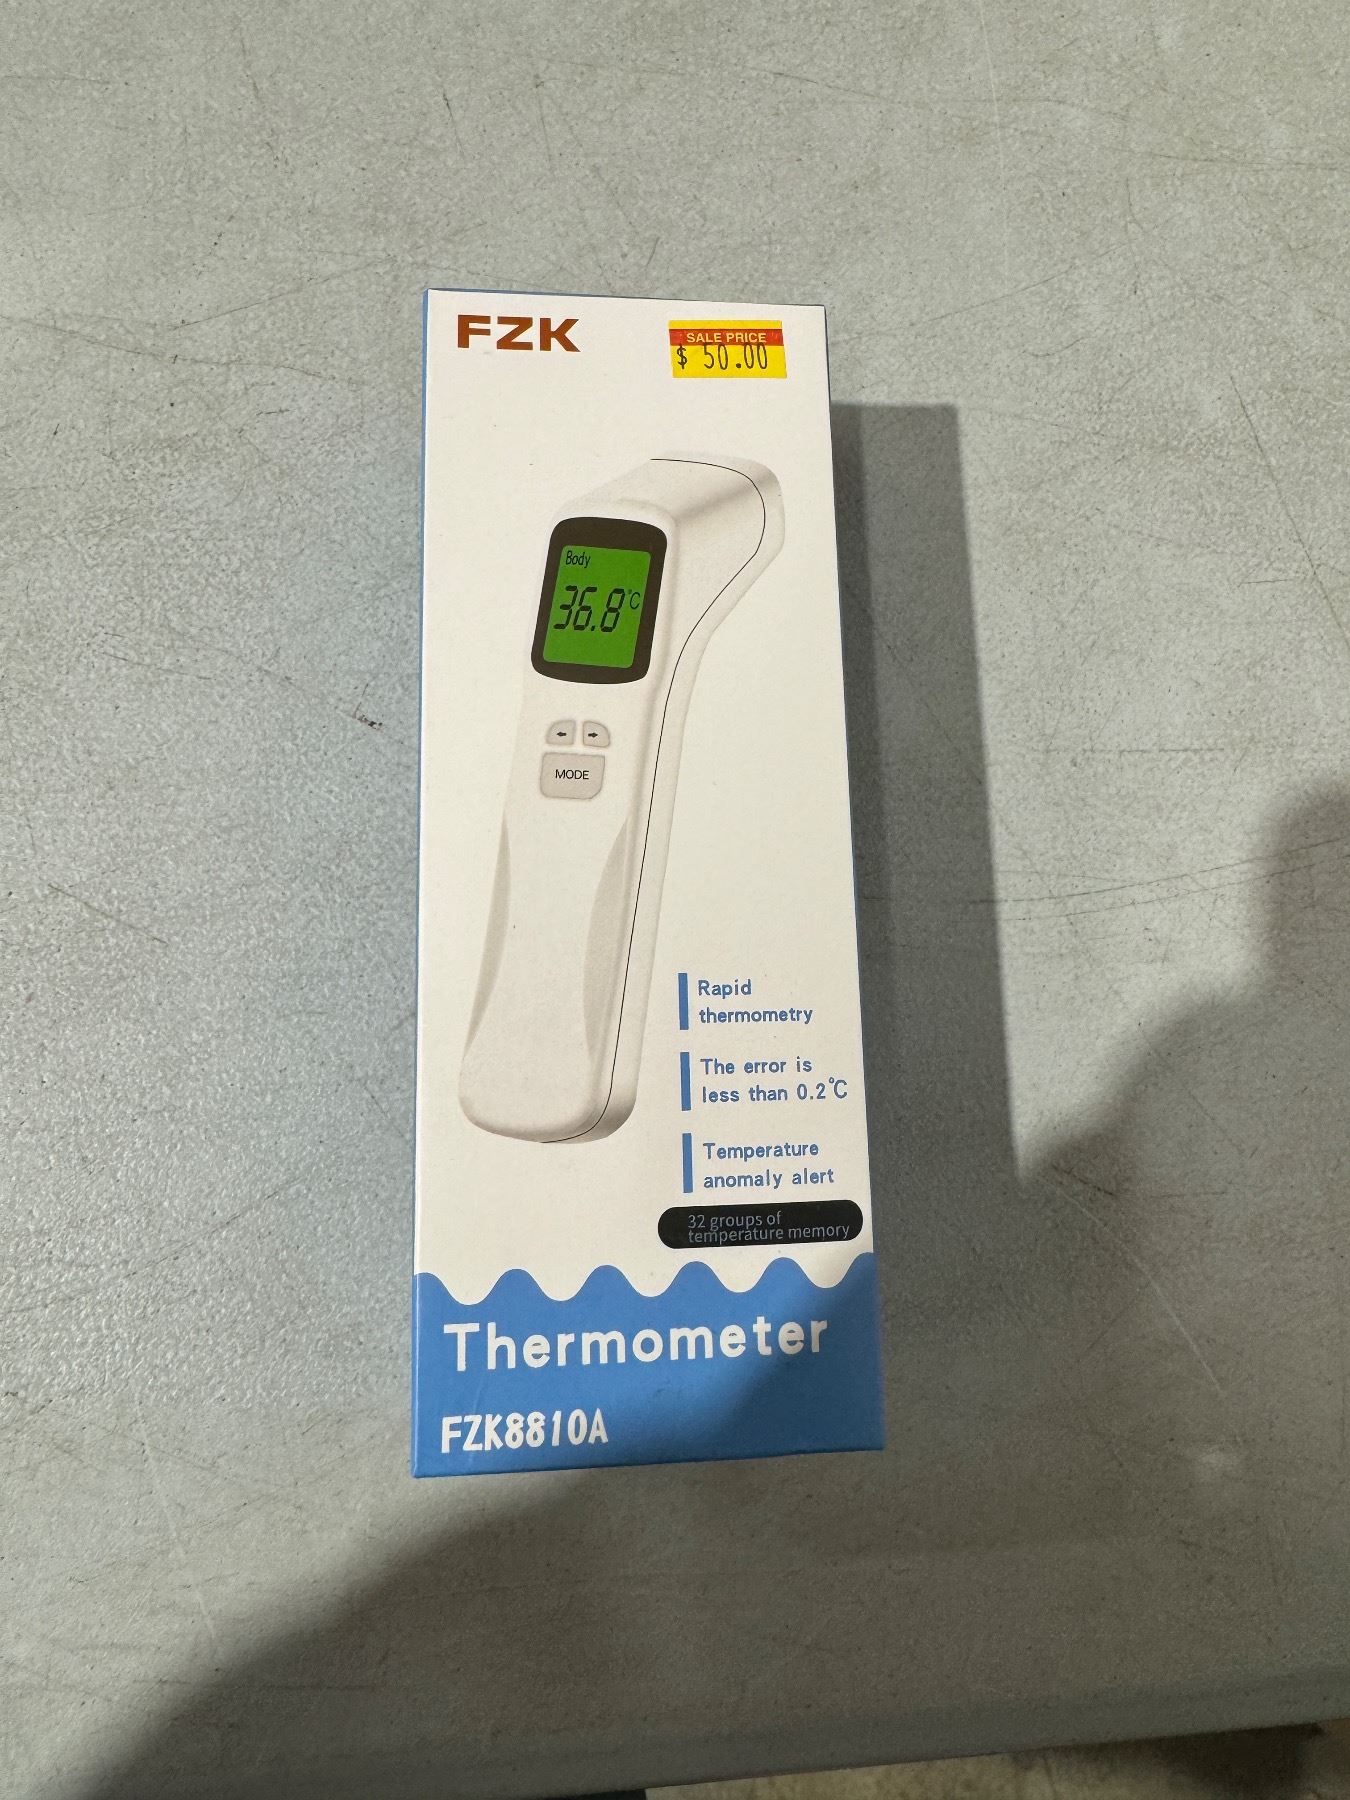 FZK
SALE PRICE
$ 50.00
Body
36.8°C
← →
MODE
Rapid
thermometry
The error is
less than 0.2℃
Temperature
anomaly alert
32 groups of
temperature memory
Thermometer
FZK8810A